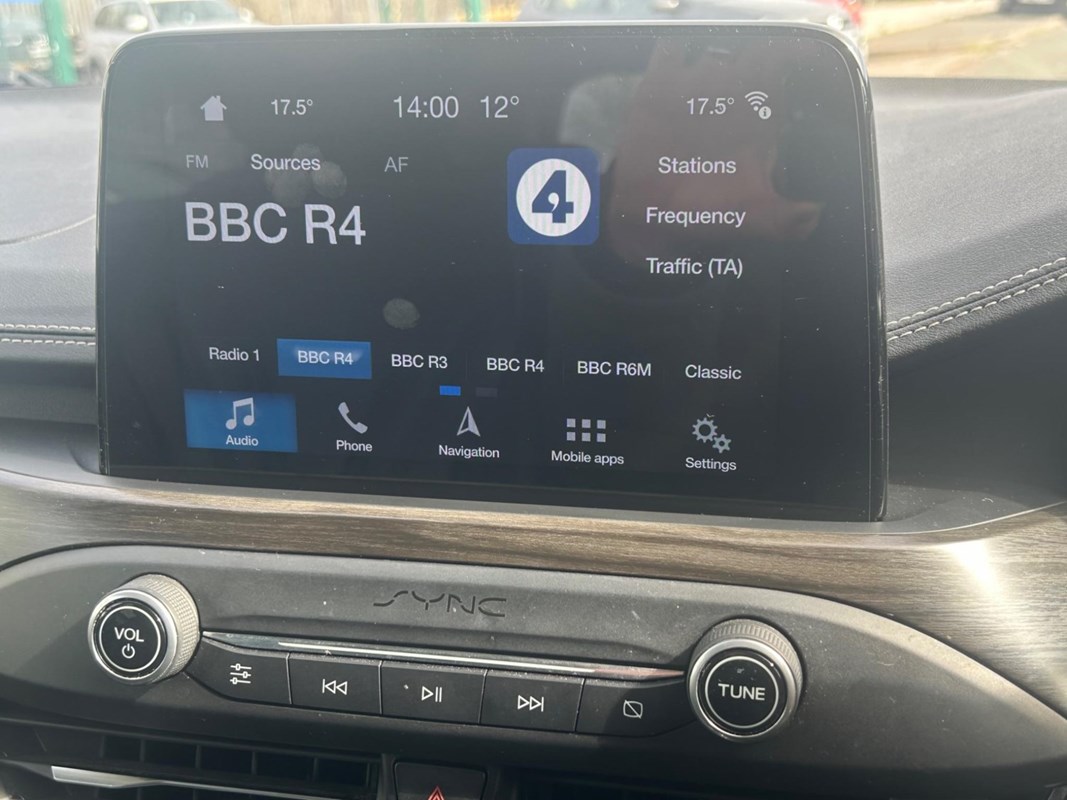 17.5° 14:00 12° 17.5°
FM Sources AF
4
Stations
BBC R4
Frequency
Traffic (TA)
Radio 1 BBC R4 BBC R3 BBC R4 BBC R6M Classic
Audio Phone Navigation Mobile apps Settings
SYNC
VOL
TUNE